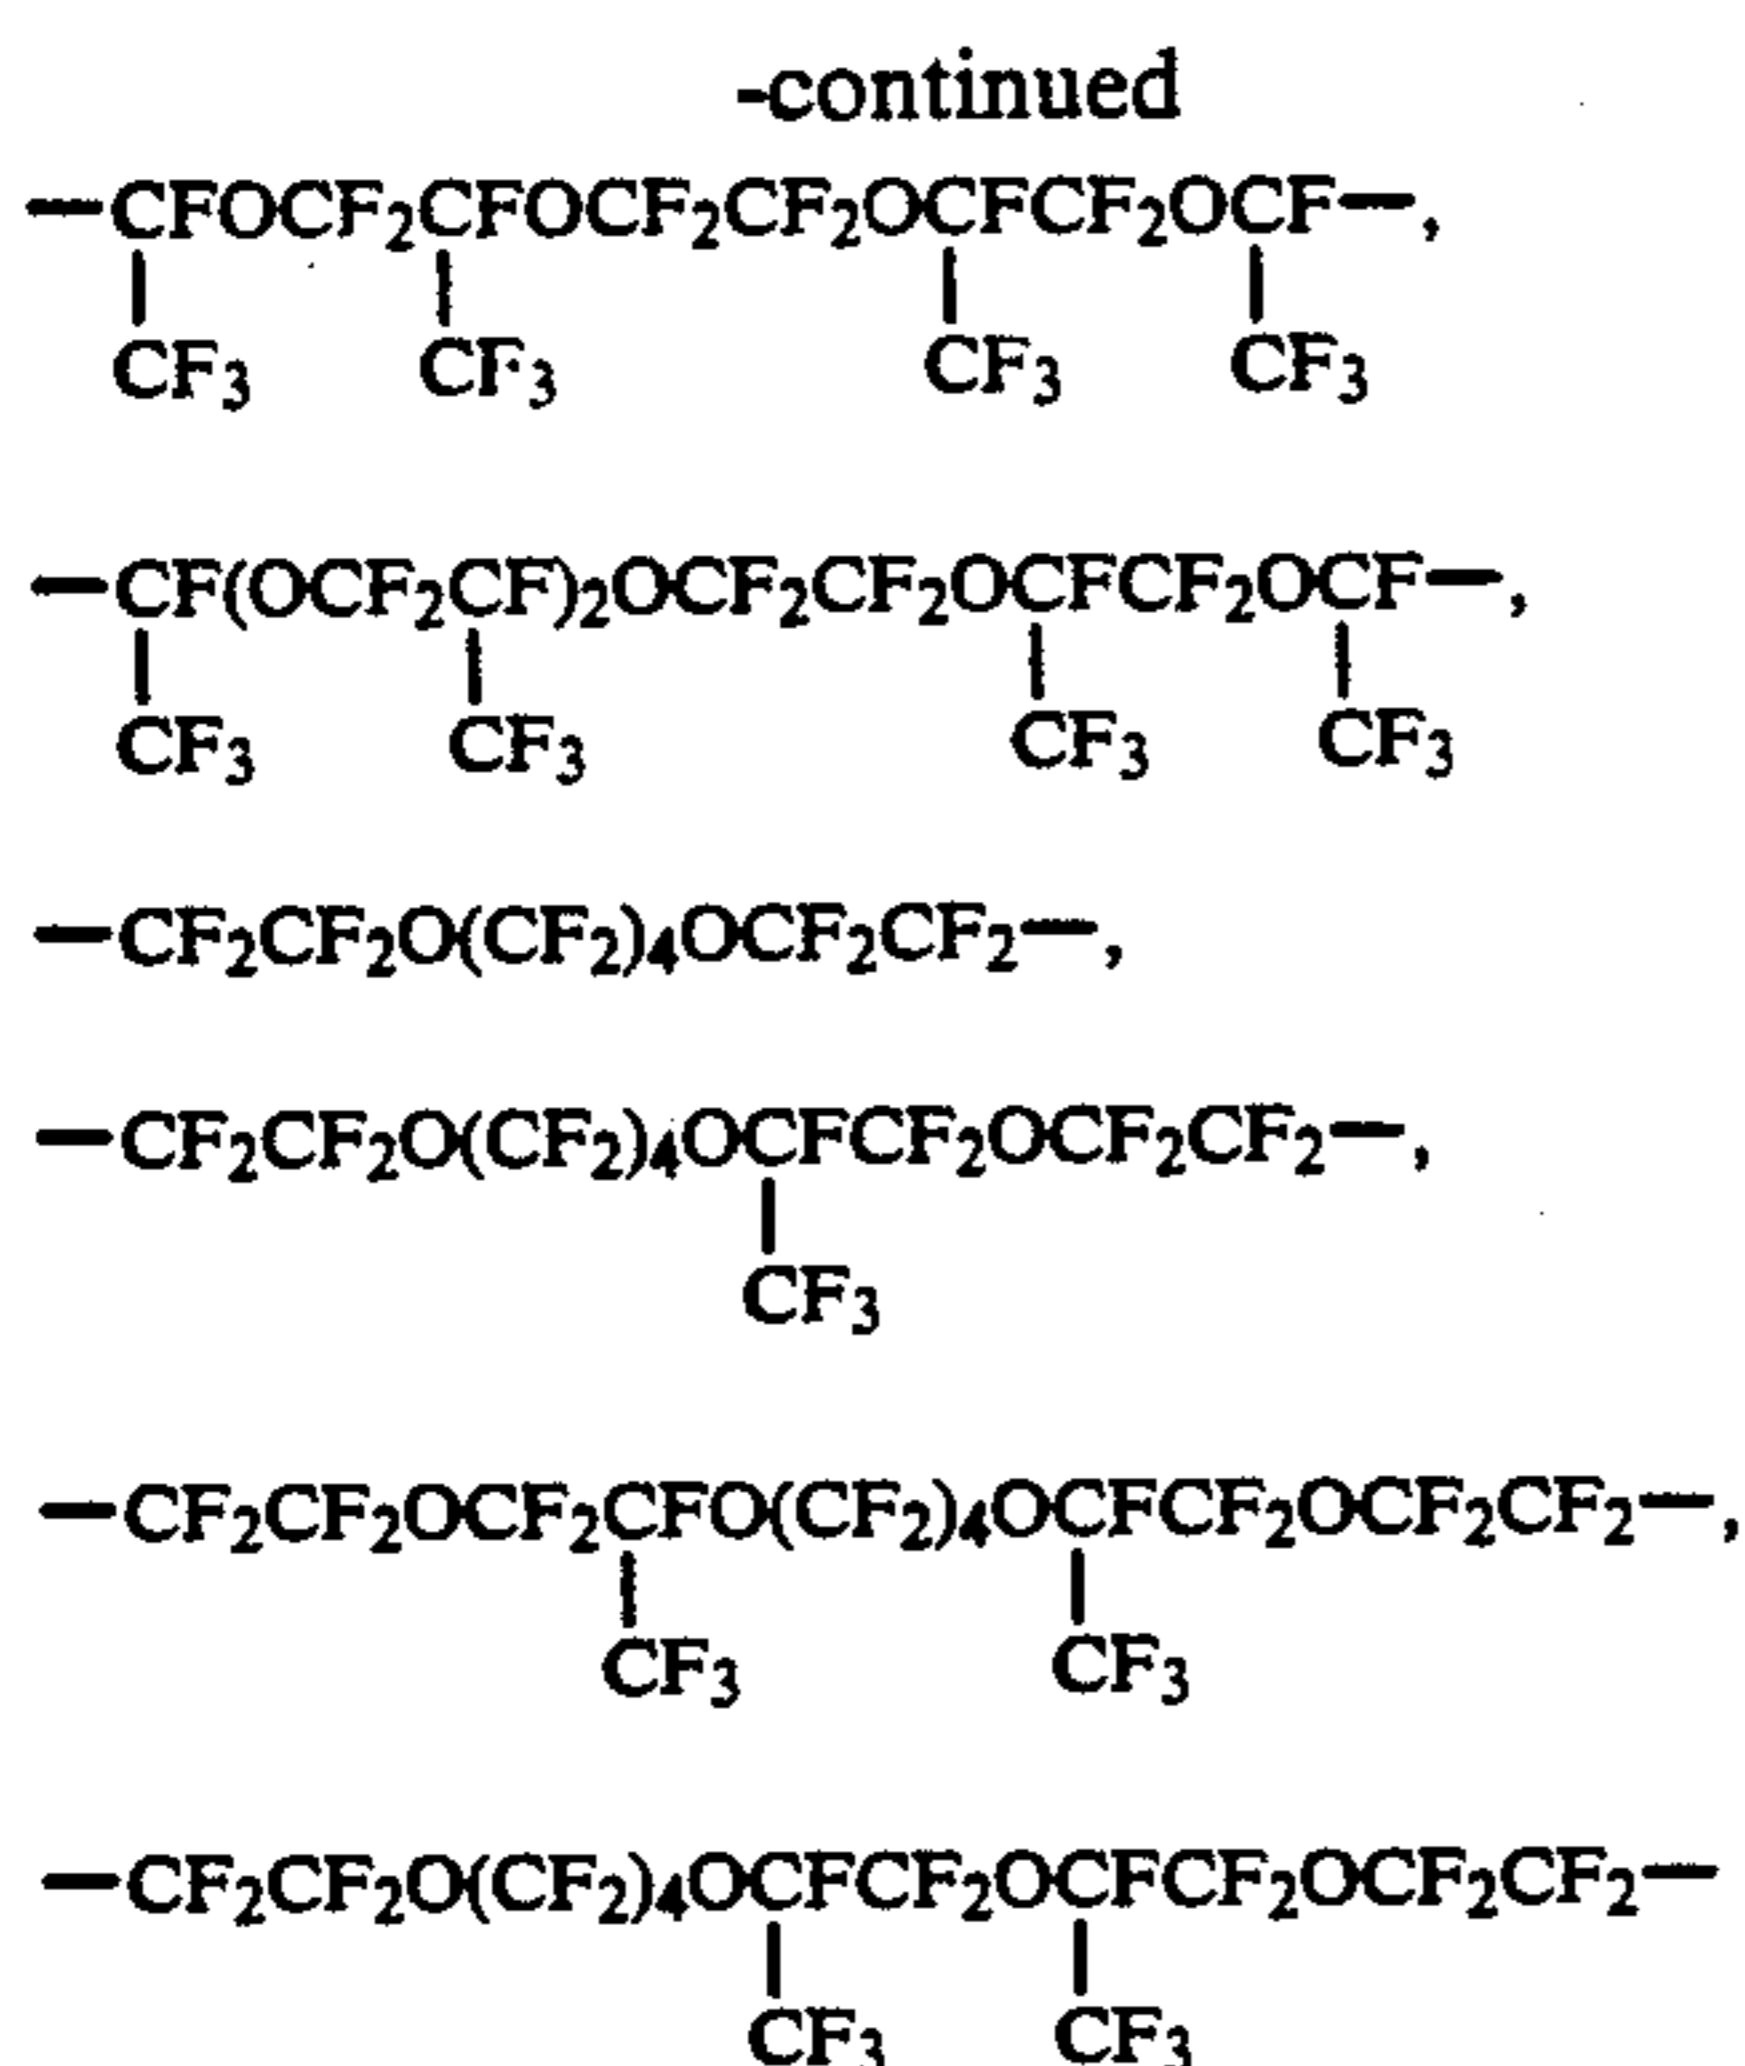 -continued
—CFOCF₂CFOCF₂CF₂OCFCF₂OCF—,
CF₃ CF₃ CF₃ CF₃
—CF(OCF₂CF)₂OCF₂CF₂OCFCF₂OCF—,
CF₃ CF₃ CF₃ CF₃
—CF₂CF₂O(CF₂)₄OCF₂CF₂—,
—CF₂CF₂O(CF₂)₄OCFCF₂OCF₂CF₂—,
CF₃
—CF₂CF₂OCF₂CFO(CF₂)₄OCFCF₂OCF₂CF₂—,
CF₃ CF₃
—CF₂CF₂O(CF₂)₄OCFCF₂OCFCF₂OCF₂CF₂—
CF₃ CF₃